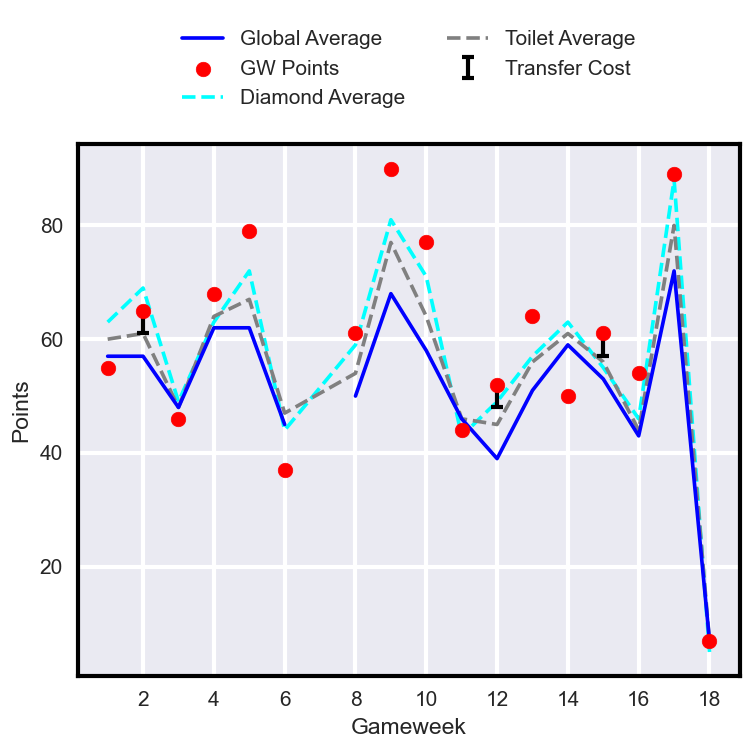 Global Average
GW Points
Diamond Average
Toilet Average
Transfer Cost
80
60
40
20
Points
2 4 6 8 10 12 14 16 18
Gameweek